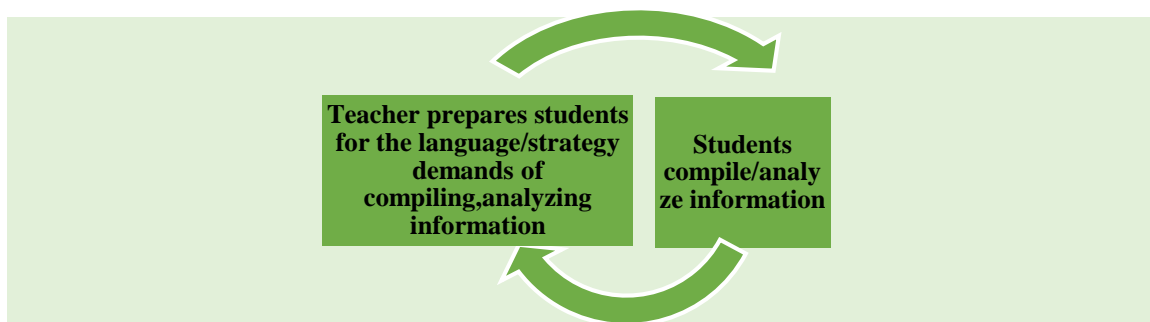 Teacher prepares students
for the language/strategy
demands of
compiling,analyzing
information
Students
compile/analy
ze information